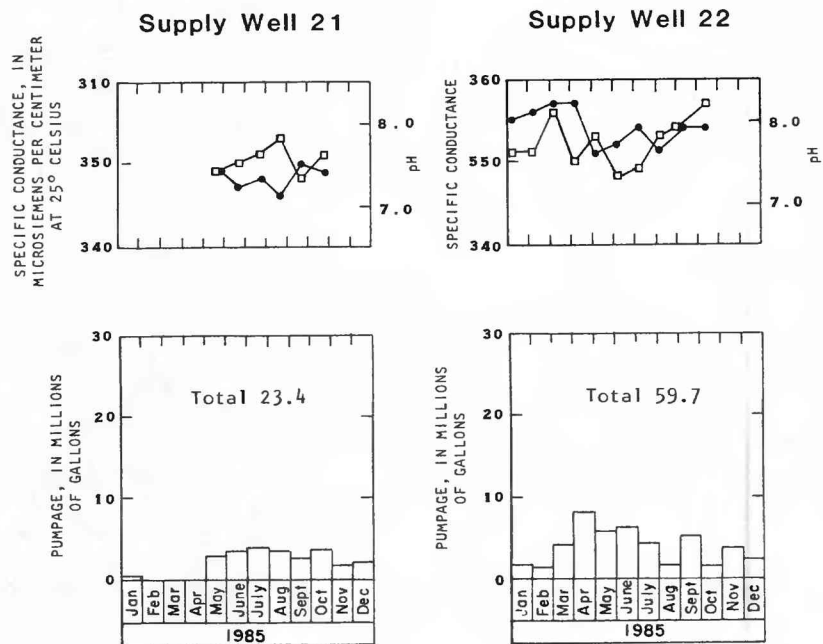 Supply Well 21
SPECIFIC CONDUCTANCE, IN
MICROSIEMENS PER CENTIMETER
AT 25° CELSIUS
310
350
340
8.0
7.0
pH
Supply Well 22
SPECIFIC CONDUCTANCE
360
550
340
8.0
7.0
pH
PUMPAGE, IN MILLIONS
OF GALLONS
30
20
10
0
Total 23.4
Jan
Feb
Mar
Apr
May
June
July
Aug
Sept
Oct
Nov
Dec
1985
PUMPAGE, IN MILLIONS
OF GALLONS
30
20
10
0
Total 59.7
Jan
Feb
Mar
Apr
May
June
July
Aug
Sept
Oct
Nov
Dec
1985